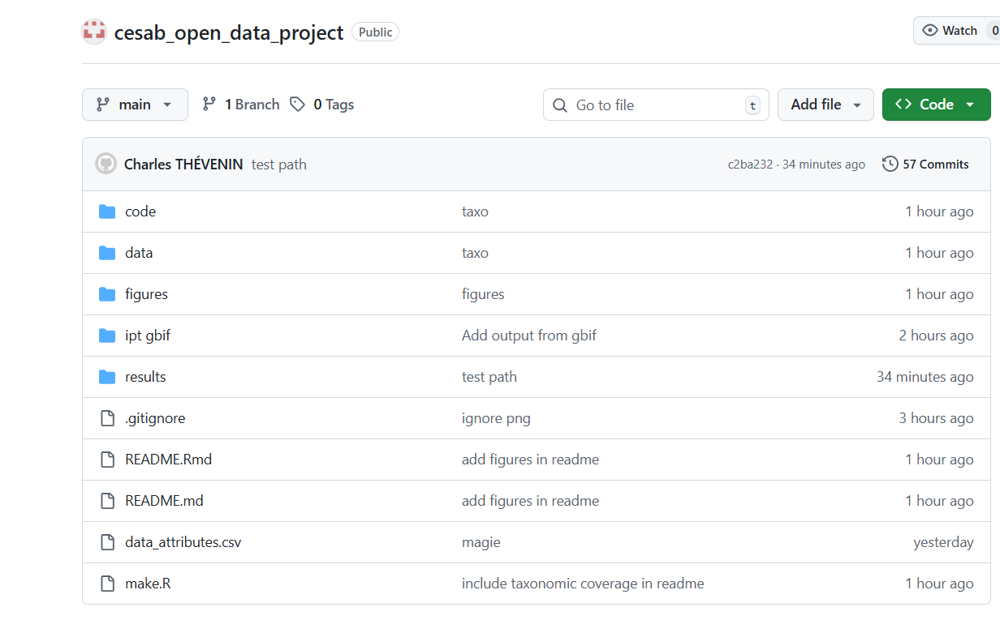 cesab_open_data_project Public Watch 0
main 1 Branch 0 Tags Go to file t Add file Code
Charles THÉVENIN test path c2ba232 · 34 minutes ago 57 Commits
code taxo 1 hour ago
data taxo 1 hour ago
figures figures 1 hour ago
ipt gbif Add output from gbif 2 hours ago
results test path 34 minutes ago
.gitignore ignore png 3 hours ago
README.Rmd add figures in readme 1 hour ago
README.md add figures in readme 1 hour ago
data_attributes.csv magie yesterday
make.R include taxonomic coverage in readme 1 hour ago